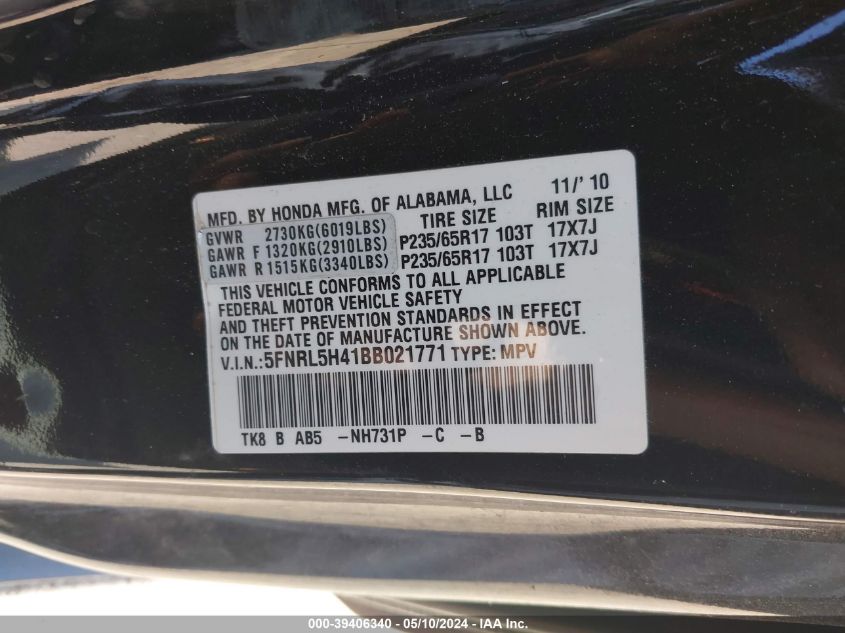 MFD. BY HONDA MFG. OF ALABAMA, LLC 11/'10
TIRE SIZE RIM SIZE
GVWR 2730KG(6019LBS)
GAWR F 1320KG(2910LBS) P235/65R17 103T 17X7J
GAWR R 1515KG(3340LBS) P235/65R17 103T 17X7J
THIS VEHICLE CONFORMS TO ALL APPLICABLE
FEDERAL MOTOR VEHICLE SAFETY
AND THEFT PREVENTION STANDARDS IN EFFECT
ON THE DATE OF MANUFACTURE SHOWN ABOVE.
V.I.N.:5FNRL5H41BB021771 TYPE: MPV
TK8 B AB5 -NH731P -C -B
000-39406340 - 05/10/2024 - IAA Inc.